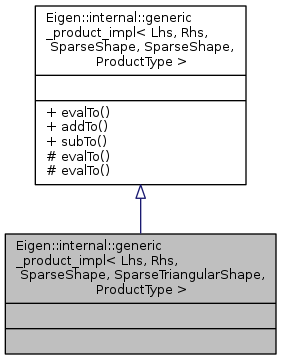 Eigen::internal::generic
_product_impl< Lhs, Rhs,
SparseShape, SparseShape,
ProductType >
+ evalTo()
+ addTo()
+ subTo()
# evalTo()
# evalTo()
Eigen::internal::generic
_product_impl< Lhs, Rhs,
SparseShape, SparseTriangularShape,
ProductType >